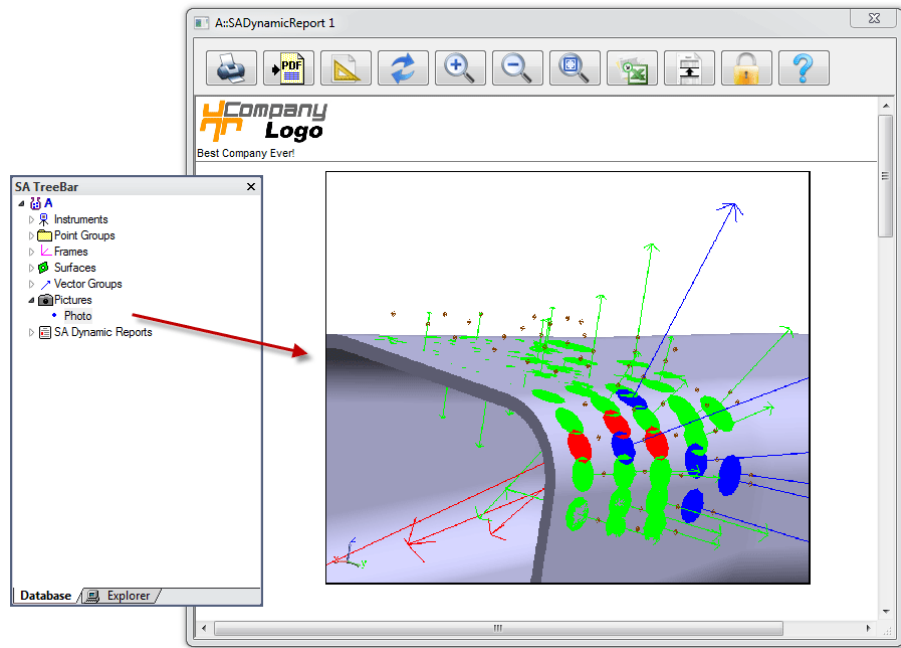 A::SADynamicReport 1
PDF
Company
Logo
Best Company Ever!
SA TreeBar
A
Instruments
Point Groups
Frames
Surfaces
Vector Groups
Pictures
Photo
SA Dynamic Reports
Database
Explorer
x
y